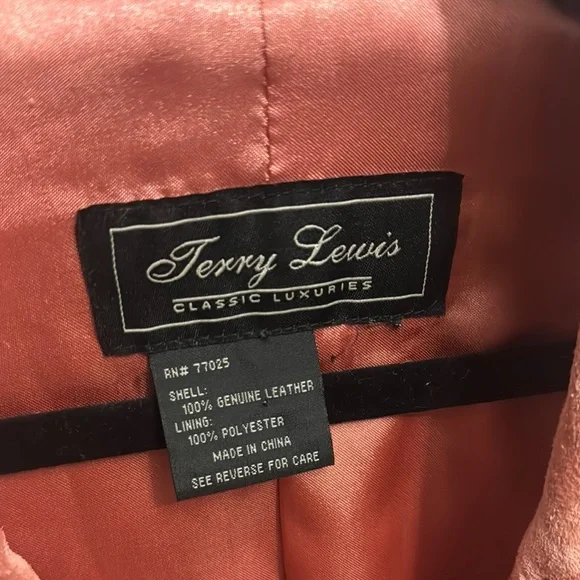 Terry Lewis
CLASSIC LUXURIES
RN# 77025
SHELL:
100% GENUINE LEATHER
LINING:
100% POLYESTER
MADE IN CHINA
SEE REVERSE FOR CARE